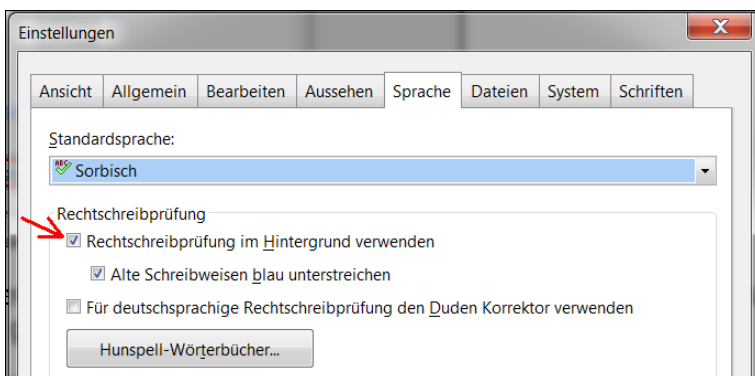 Einstellungen
Ansicht Allgemein Bearbeiten Aussehen Sprache Dateien System Schriften
Standardsprache:
ABC Sorbisch
Rechtschreibprüfung
Rechtschreibprüfung im Hintergrund verwenden
Alte Schreibweisen blau unterstreichen
Für deutschsprachige Rechtschreibprüfung den Duden Korrektor verwenden
Hunspell-Wörterbücher...